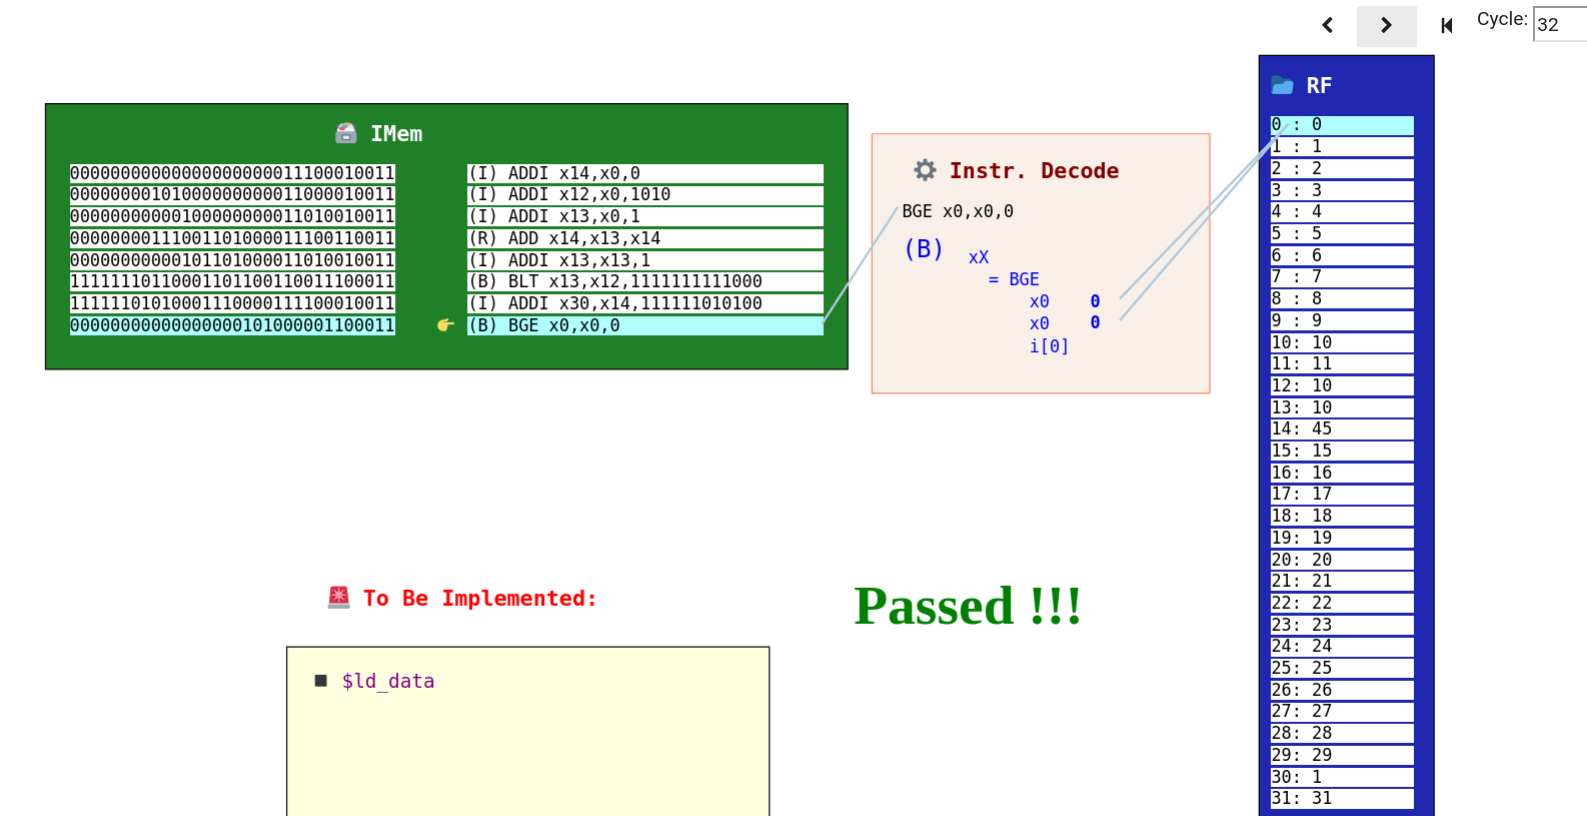 Cycle: 32
IMem
00000000000000000000011100010011 (I) ADDI x14,x0,0
00000000101000000000011000010011 (I) ADDI x12,x0,1010
00000000000100000000011010010011 (I) ADDI x13,x0,1
00000000111001101000011100110011 (R) ADD x14,x13,x14
00000000000101101000011010010011 (I) ADDI x13,x13,1
11111110110001101100110011100011 (B) BLT x13,x12,1111111111000
11111101010001110000111100010011 (I) ADDI x30,x14,111111010100
00000000000000000101000001100011 (B) BGE x0,x0,0
Instr. Decode
BGE x0,x0,0
(B) xX
= BGE
x0 0
x0 0
i[0]
RF
0 : 0
1 : 1
2 : 2
3 : 3
4 : 4
5 : 5
6 : 6
7 : 7
8 : 8
9 : 9
10: 10
11: 11
12: 10
13: 10
14: 45
15: 15
16: 16
17: 17
18: 18
19: 19
20: 20
21: 21
22: 22
23: 23
24: 24
25: 25
26: 26
27: 27
28: 28
29: 29
30: 1
31: 31
To Be Implemented:
$ld_data
Passed !!!